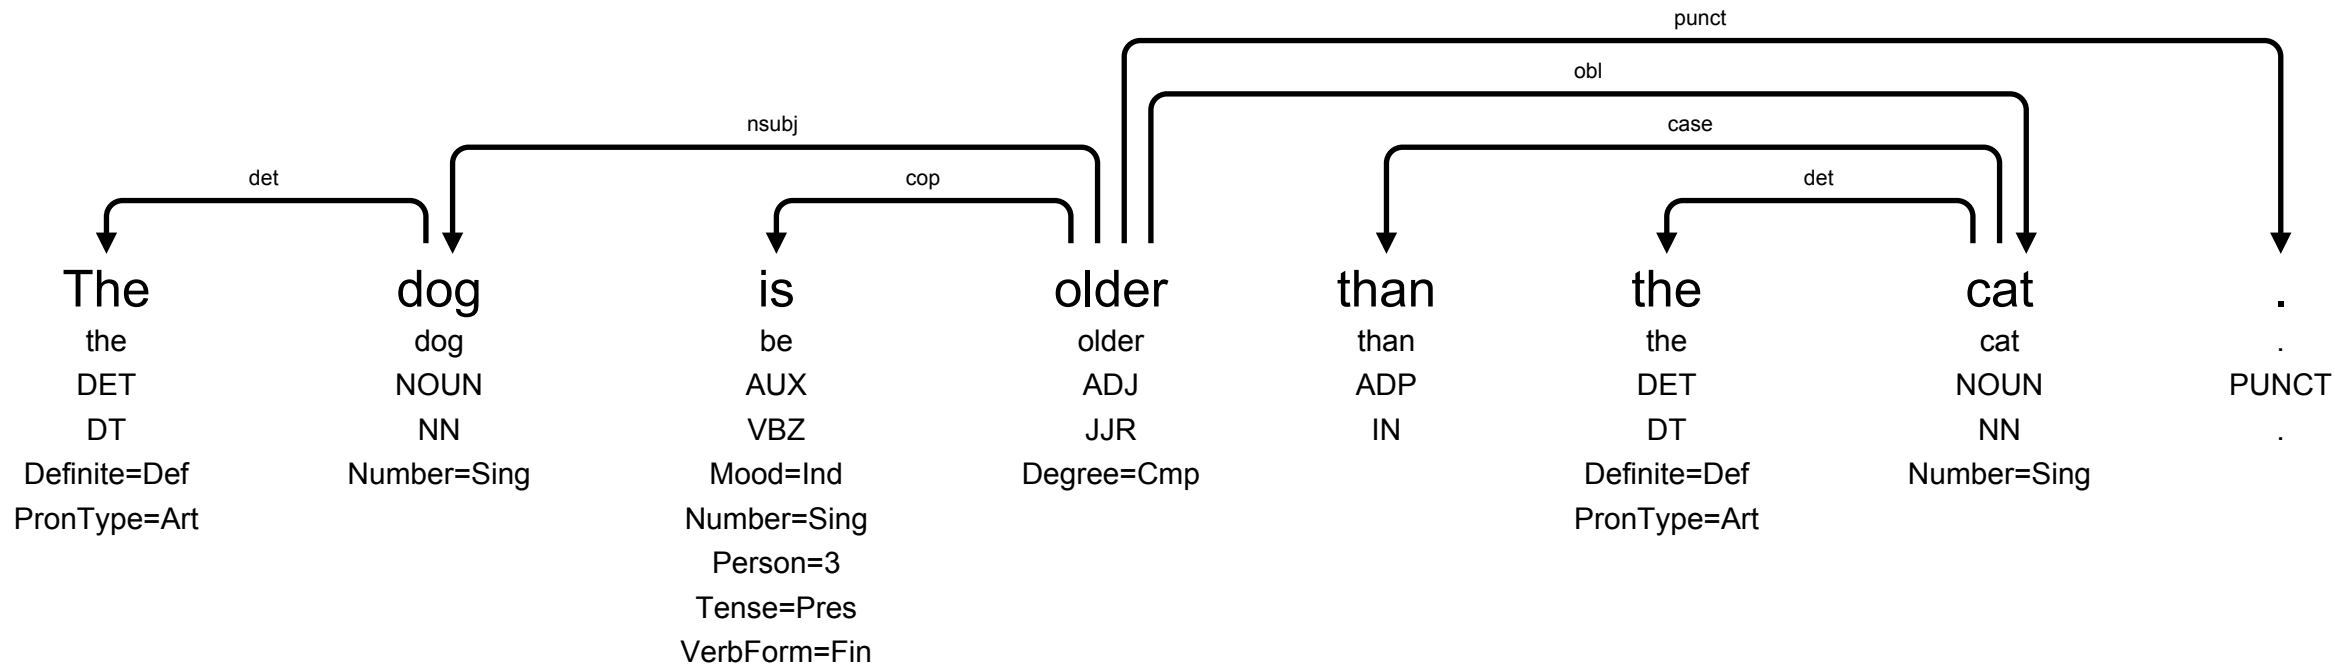 punct
obl
nsubj case
det cop det
The dog is older than the cat .
the dog be older than the cat .
DET NOUN AUX ADJ ADP DET NOUN PUNCT
DT NN VBZ JJR IN DT NN .
Definite=Def Number=Sing Mood=Ind Degree=Cmp Definite=Def Number=Sing
PronType=Art Number=Sing PronType=Art
Person=3
Tense=Pres
VerbForm=Fin